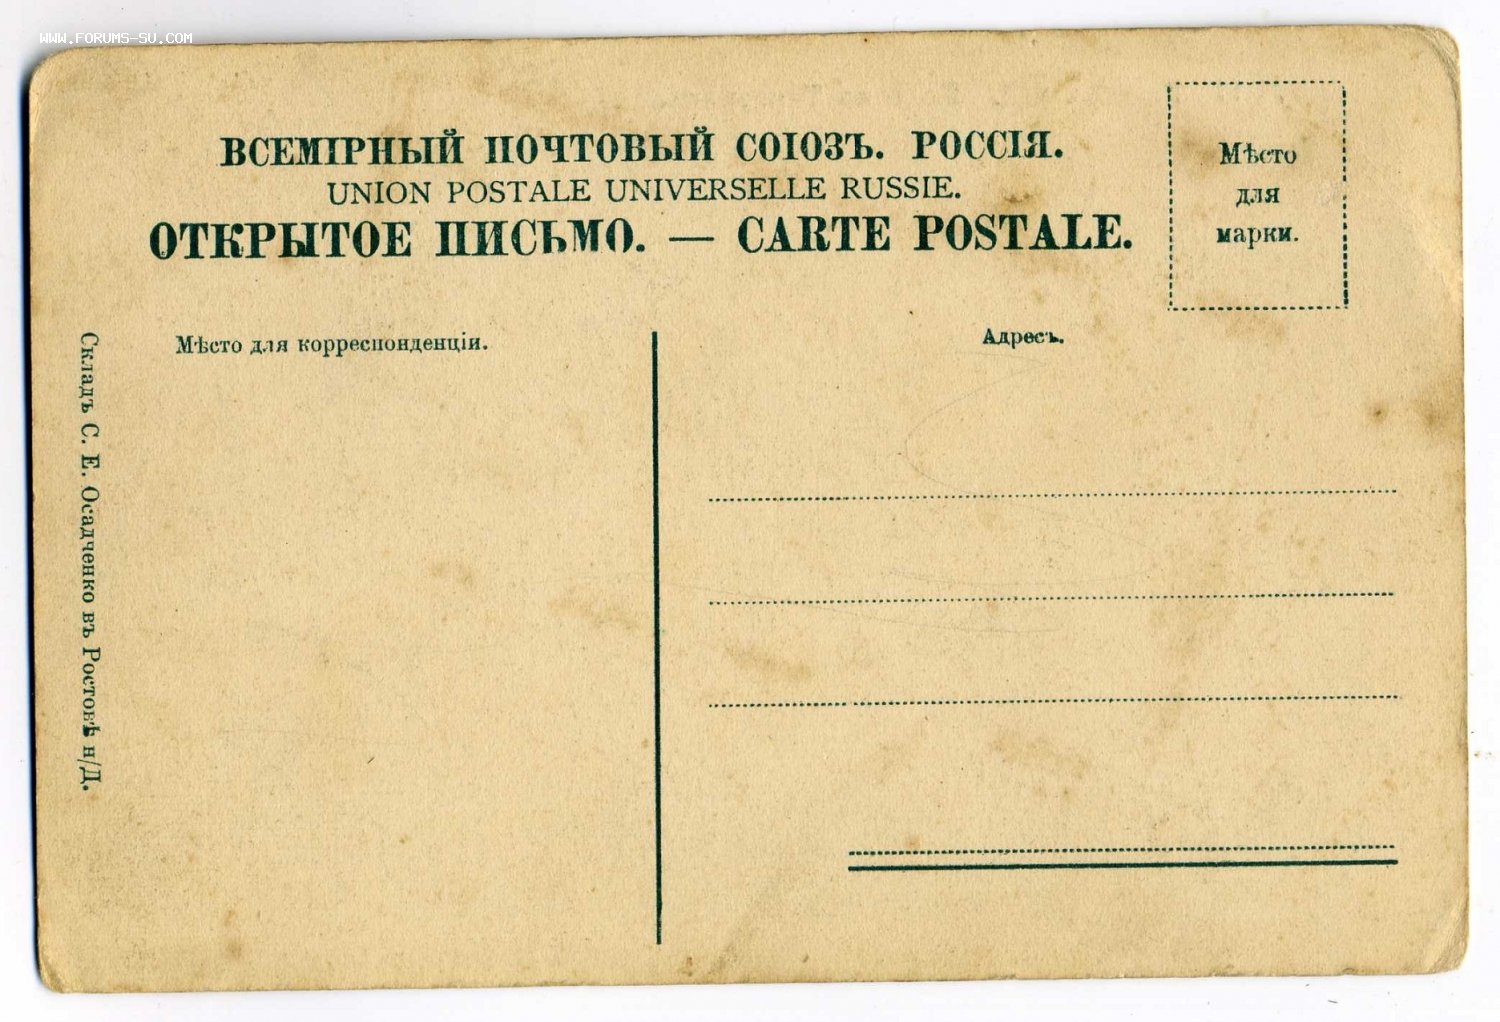 WWW.FORUMS-SU.COM
ВСЕМІРНЫЙ ПОЧТОВЫЙ СОЮЗЪ. РОССІЯ.
UNION POSTALE UNIVERSELLE RUSSIE.
ОТКРЫТОЕ ПИСЬМО. — CARTE POSTALE.
Мѣсто
для
марки.
Мѣсто для корреспонденціи.
Адресъ.
Складъ С. Е. Осадченко въ Ростовѣ н/Д.